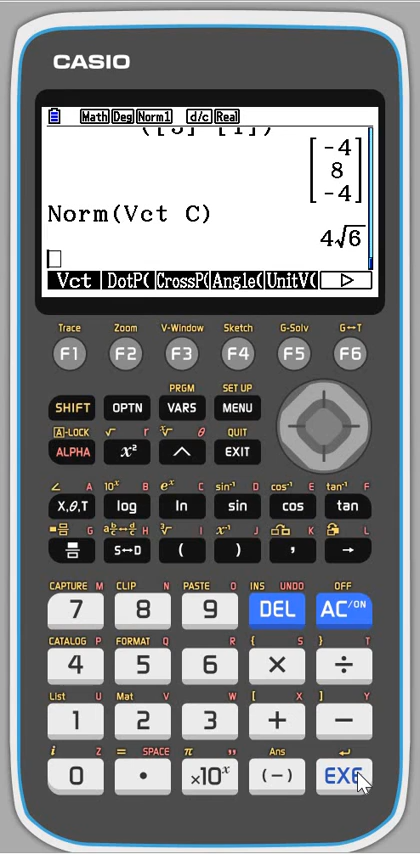 CASIO
Math Deg Norm1 d/c Real
[-4]
[8]
[-4]
Norm(Vct C)
4√6
Vct DotP( CrossP( Angle( UnitV( ▷
Trace Zoom V-Window Sketch G-Solv G↔T
F1 F2 F3 F4 F5 F6
PRGM SET UP
SHIFT OPTN VARS MENU
A-LOCK √ r ˣ√ θ QUIT
ALPHA x² ^ EXIT
∠ A 10ˣ B eˣ C sin⁻¹ D cos⁻¹ E tan⁻¹ F
X,θ,T log ln sin cos tan
G H ³√ I x⁻¹ J K L
S↔D ( ) , →
CAPTURE M CLIP N PASTE O INS UNDO OFF
7 8 9 DEL AC/ON
CATALOG P FORMAT Q R { S } T
4 5 6 × ÷
List U Mat V W [ X ] Y
1 2 3 + −
i Z = SPACE π " Ans ↵
0 • ×10ˣ (−) EXE